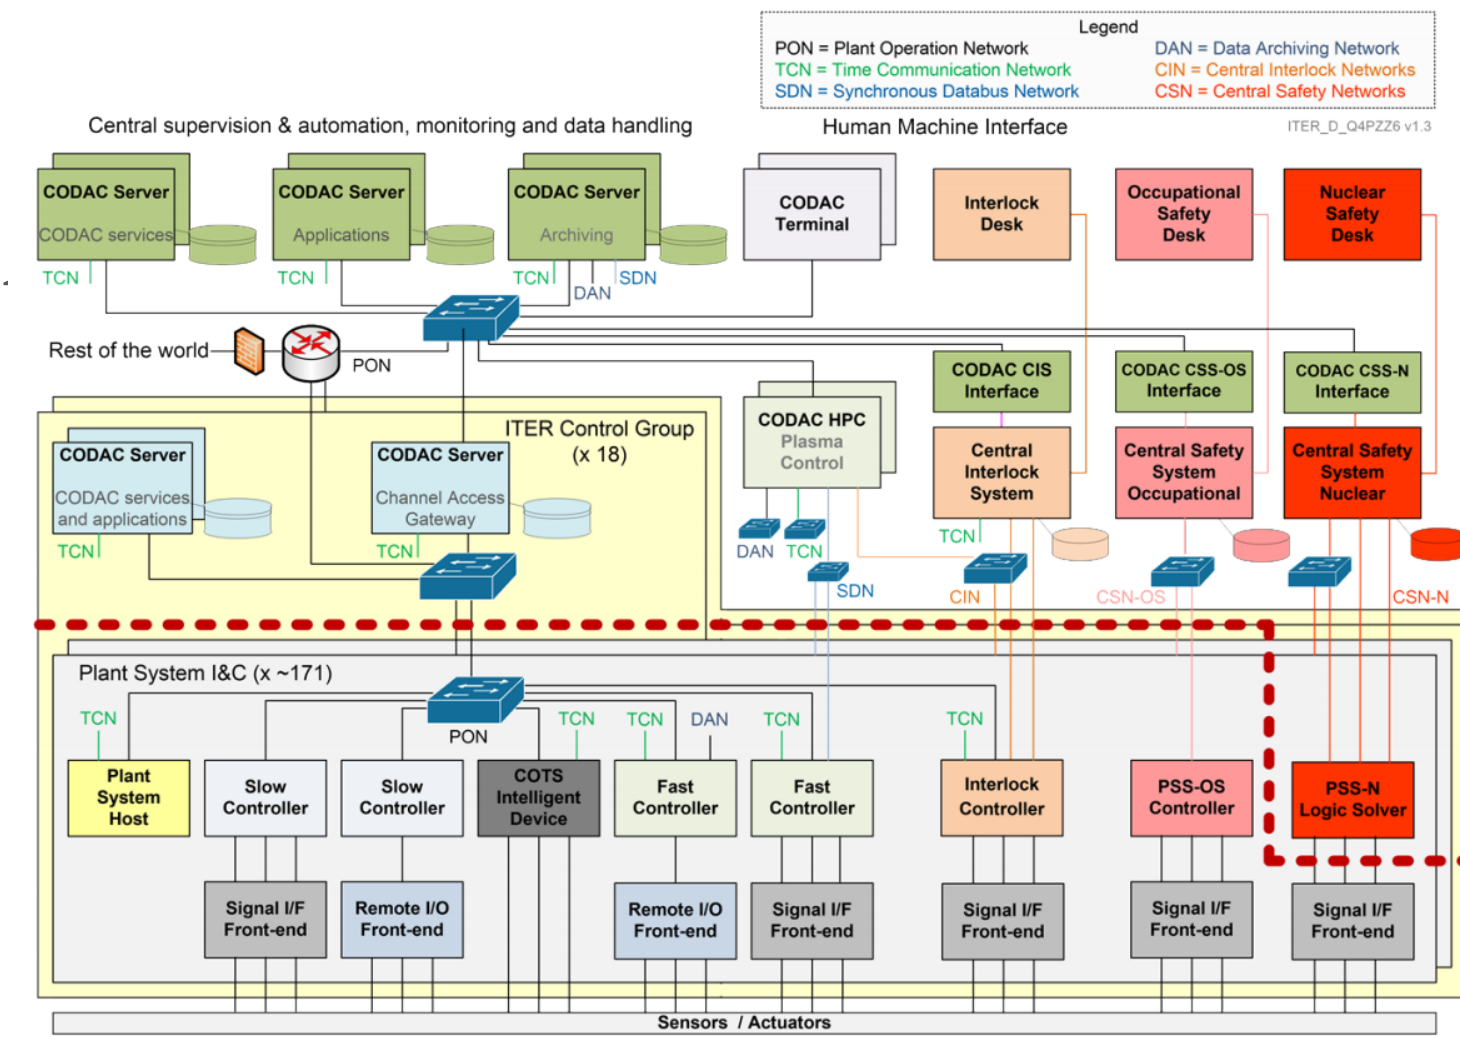 Legend
PON = Plant Operation Network
DAN = Data Archiving Network
TCN = Time Communication Network
CIN = Central Interlock Networks
SDN = Synchronous Databus Network
CSN = Central Safety Networks
ITER_D_Q4PZZ6 v1.3
Central supervision & automation, monitoring and data handling
Human Machine Interface
CODAC Server
CODAC services
TCN
CODAC Server
Applications
TCN
CODAC Server
Archiving
TCN
DAN
SDN
CODAC
Terminal
Interlock
Desk
Occupational
Safety
Desk
Nuclear
Safety
Desk
Rest of the world
PON
CODAC CIS
Interface
CODAC CSS-OS
Interface
CODAC CSS-N
Interface
ITER Control Group
(x 18)
CODAC Server
CODAC services
and applications
TCN
CODAC Server
Channel Access
Gateway
TCN
CODAC HPC
Plasma
Control
DAN
TCN
SDN
Central
Interlock
System
TCN
CIN
Central Safety
System
Occupational
CSN-OS
Central Safety
System
Nuclear
CSN-N
Plant System I&C (x ~171)
PON
TCN
Plant
System
Host
Slow
Controller
Slow
Controller
TCN
COTS
Intelligent
Device
TCN
DAN
Fast
Controller
TCN
Fast
Controller
TCN
Interlock
Controller
PSS-OS
Controller
PSS-N
Logic Solver
Signal I/F
Front-end
Remote I/O
Front-end
Remote I/O
Front-end
Signal I/F
Front-end
Signal I/F
Front-end
Signal I/F
Front-end
Signal I/F
Front-end
Sensors / Actuators